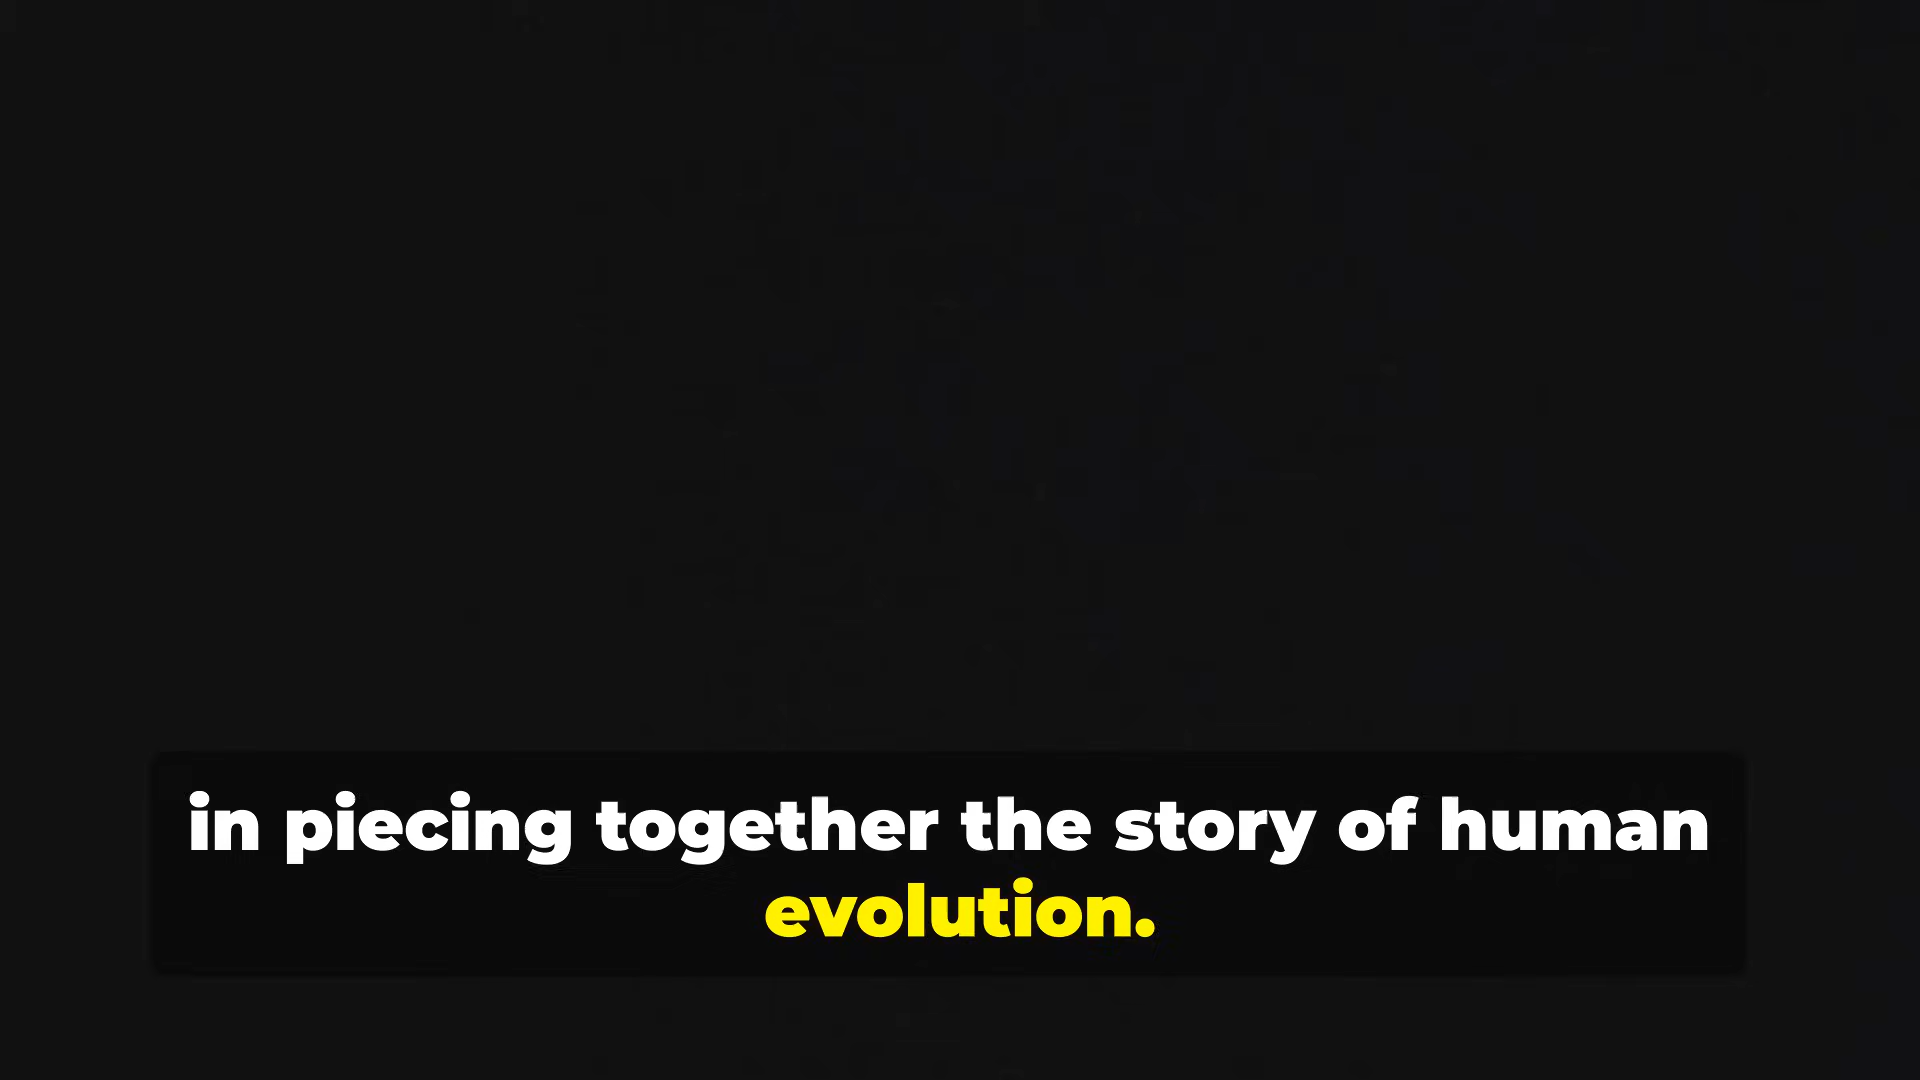 in piecing together the story of human
evolution.